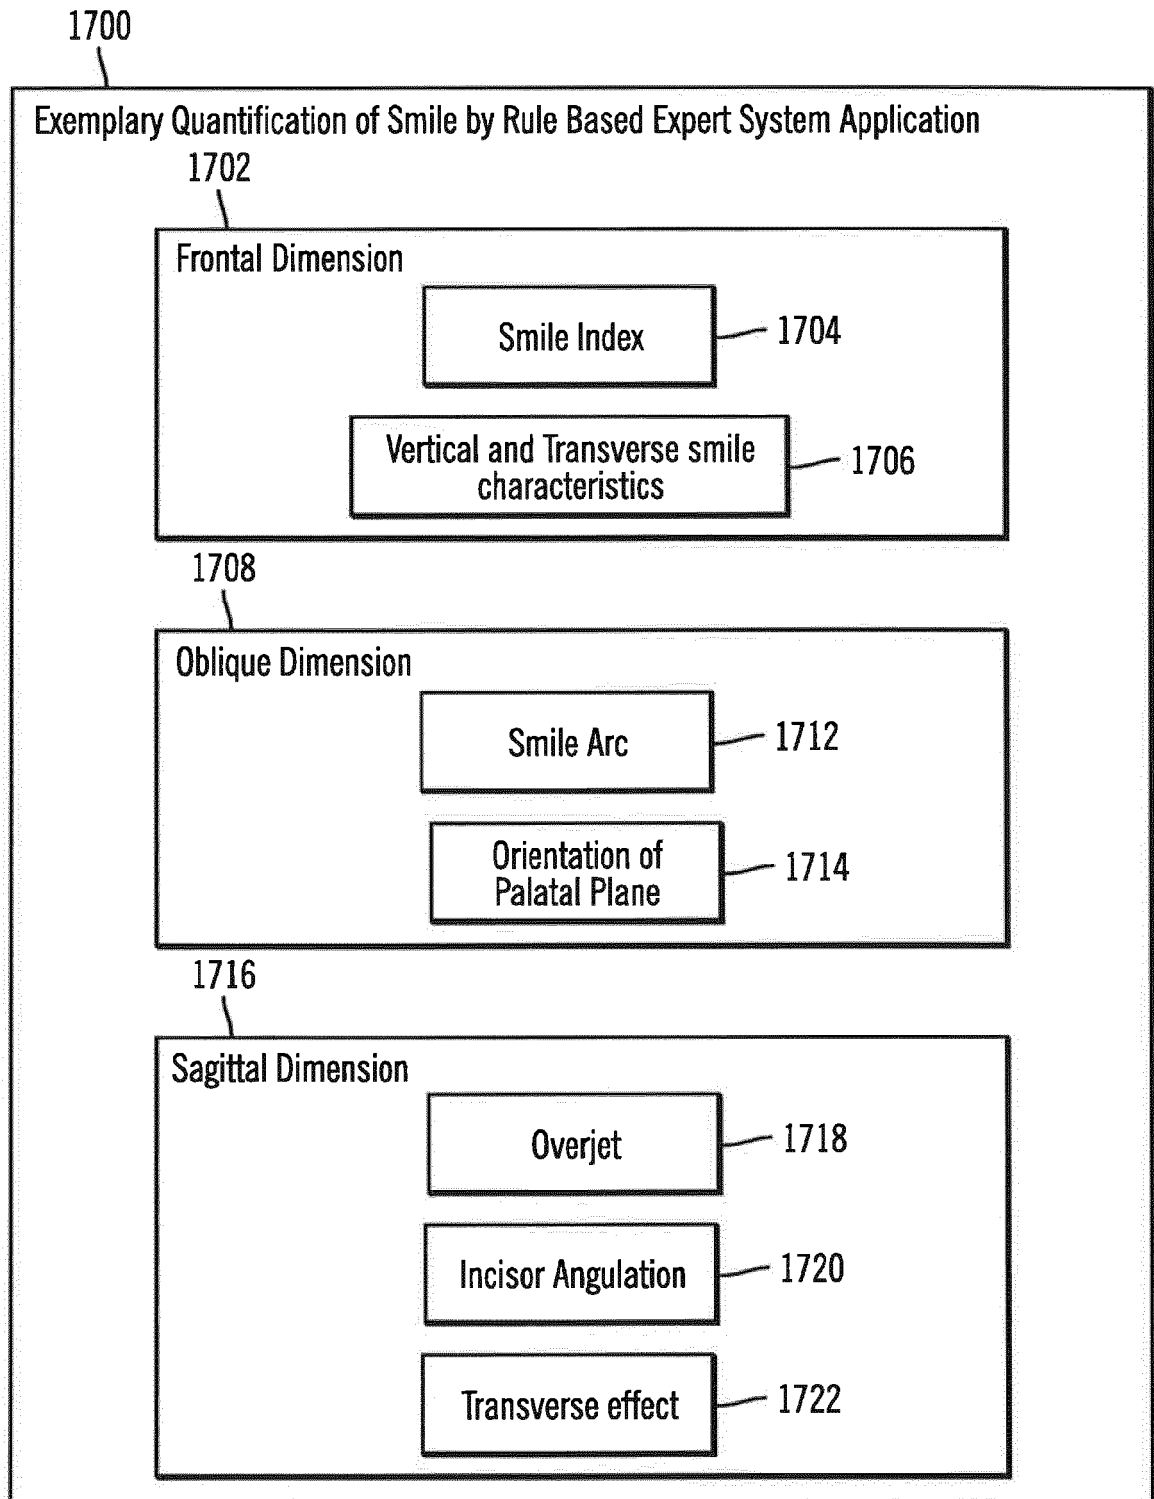 1700
Exemplary Quantification of Smile by Rule Based Expert System Application
1702
Frontal Dimension
Smile Index
1704
Vertical and Transverse smile
characteristics
1706
1708
Oblique Dimension
Smile Arc
1712
Orientation of
Palatal Plane
1714
1716
Sagittal Dimension
Overjet
1718
Incisor Angulation
1720
Transverse effect
1722